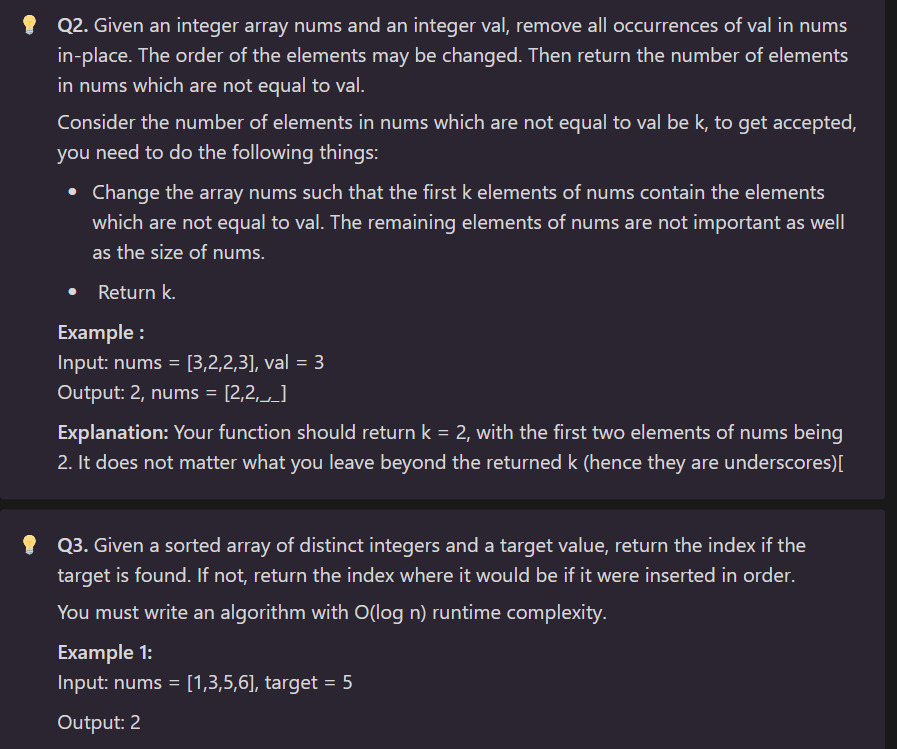 Q2. Given an integer array nums and an integer val, remove all occurrences of val in nums
in-place. The order of the elements may be changed. Then return the number of elements
in nums which are not equal to val.
Consider the number of elements in nums which are not equal to val be k, to get accepted,
you need to do the following things:
• Change the array nums such that the first k elements of nums contain the elements
which are not equal to val. The remaining elements of nums are not important as well
as the size of nums.
• Return k.
Example :
Input: nums = [3,2,2,3], val = 3
Output: 2, nums = [2,2,_,_]
Explanation: Your function should return k = 2, with the first two elements of nums being
2. It does not matter what you leave beyond the returned k (hence they are underscores)[
Q3. Given a sorted array of distinct integers and a target value, return the index if the
target is found. If not, return the index where it would be if it were inserted in order.
You must write an algorithm with O(log n) runtime complexity.
Example 1:
Input: nums = [1,3,5,6], target = 5
Output: 2